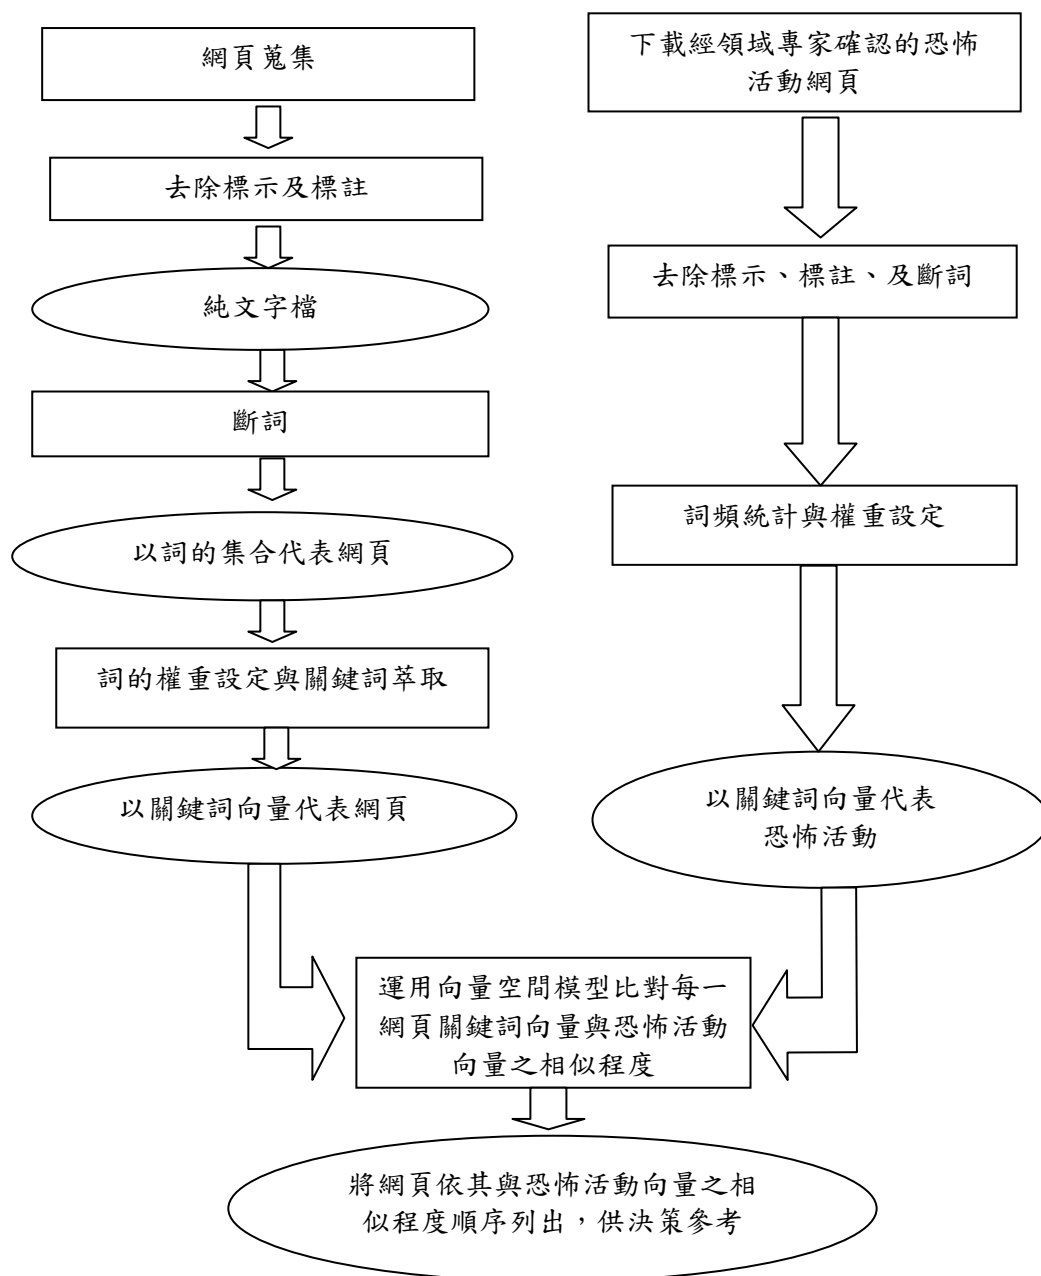 網頁蒐集
去除標示及標註
純文字檔
斷詞
以詞的集合代表網頁
詞的權重設定與關鍵詞萃取
以關鍵詞向量代表網頁
下載經領域專家確認的恐怖
活動網頁
去除標示、標註、及斷詞
詞頻統計與權重設定
以關鍵詞向量代表
恐怖活動
運用向量空間模型比對每一
網頁關鍵詞向量與恐怖活動
向量之相似程度
將網頁依其與恐怖活動向量之相
似程度順序列出，供決策參考